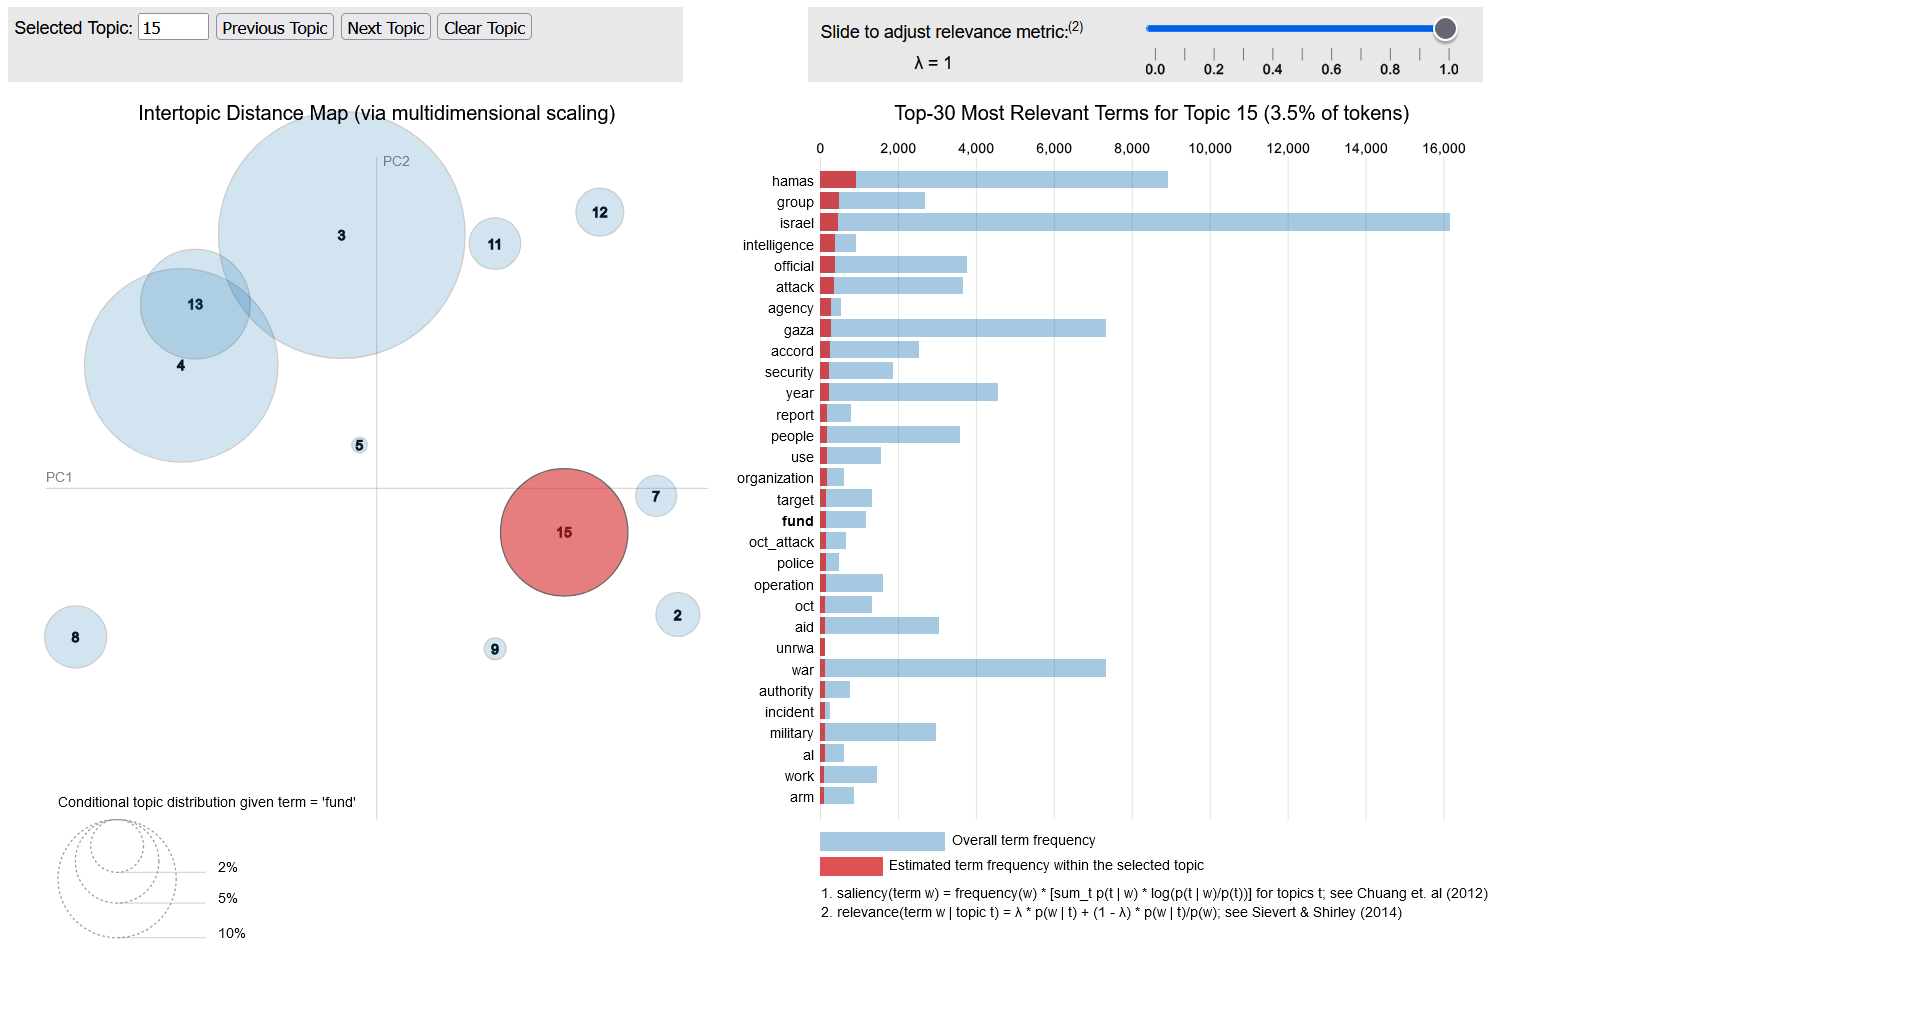 Selected Topic: 15 Previous Topic Next Topic Clear Topic
Slide to adjust relevance metric:(2)
λ = 1
0.0 0.2 0.4 0.6 0.8 1.0
Intertopic Distance Map (via multidimensional scaling)
PC2
PC1
3
12
11
13
4
5
7
15
2
8
9
Conditional topic distribution given term = 'fund'
2%
5%
10%
Top-30 Most Relevant Terms for Topic 15 (3.5% of tokens)
0 2,000 4,000 6,000 8,000 10,000 12,000 14,000 16,000
hamas
group
israel
intelligence
official
attack
agency
gaza
accord
security
year
report
people
use
organization
target
fund
oct_attack
police
operation
oct
aid
unrwa
war
authority
incident
military
al
work
arm
Overall term frequency
Estimated term frequency within the selected topic
1. saliency(term w) = frequency(w) * [sum_t p(t | w) * log(p(t | w)/p(t))] for topics t; see Chuang et. al (2012)
2. relevance(term w | topic t) = λ * p(w | t) + (1 - λ) * p(w | t)/p(w); see Sievert & Shirley (2014)